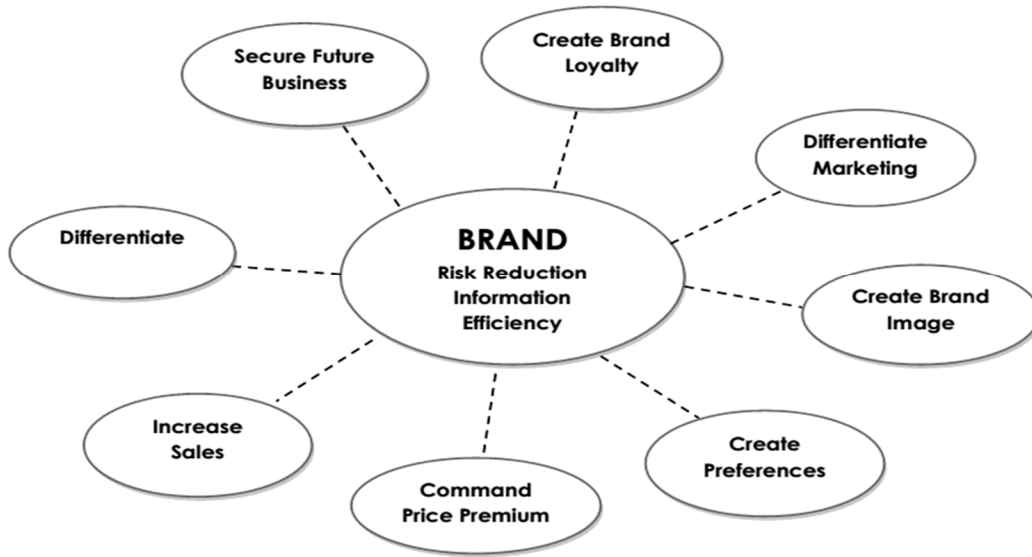 Secure Future
Business
Create Brand
Loyalty
Differentiate
Marketing
Differentiate
BRAND
Risk Reduction
Information
Efficiency
Create Brand
Image
Increase
Sales
Command
Price Premium
Create
Preferences